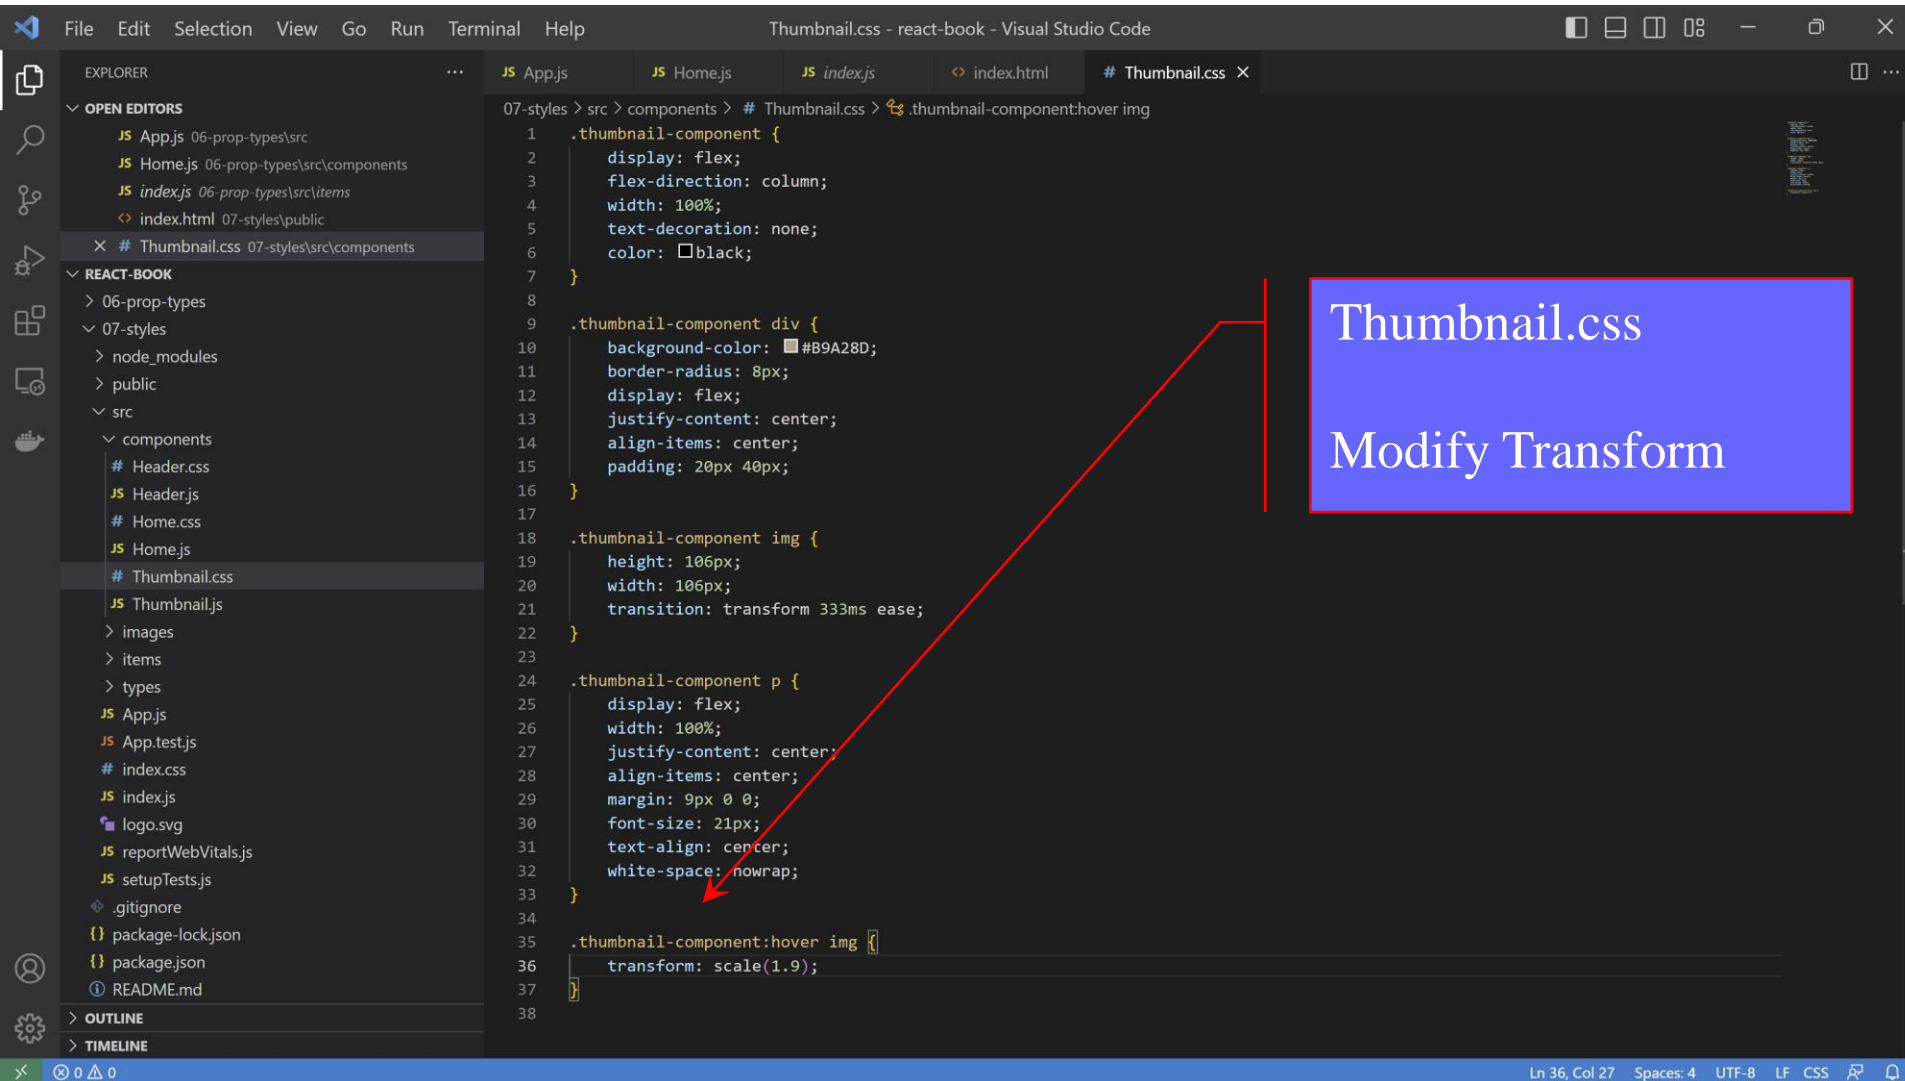 File Edit Selection View Go Run Terminal Help Thumbnail.css - react-book - Visual Studio Code
EXPLORER ···
OPEN EDITORS
JS App.js 06-prop-types\src
JS Home.js 06-prop-types\src\components
JS index.js 06-prop-types\src\items
<> index.html 07-styles\public
# Thumbnail.css 07-styles\src\components
REACT-BOOK
> 06-prop-types
07-styles
> node_modules
> public
src
components
# Header.css
JS Header.js
# Home.css
JS Home.js
# Thumbnail.css
JS Thumbnail.js
> images
> items
> types
JS App.js
JS App.test.js
# index.css
JS index.js
logo.svg
JS reportWebVitals.js
JS setupTests.js
.gitignore
{} package-lock.json
{} package.json
README.md
> OUTLINE
> TIMELINE
JS App.js JS Home.js JS index.js <> index.html # Thumbnail.css
07-styles > src > components > # Thumbnail.css > .thumbnail-component:hover img
1 .thumbnail-component {
2 display: flex;
3 flex-direction: column;
4 width: 100%;
5 text-decoration: none;
6 color: black;
7 }
8
9 .thumbnail-component div {
10 background-color: #B9A28D;
11 border-radius: 8px;
12 display: flex;
13 justify-content: center;
14 align-items: center;
15 padding: 20px 40px;
16 }
17
18 .thumbnail-component img {
19 height: 106px;
20 width: 106px;
21 transition: transform 333ms ease;
22 }
23
24 .thumbnail-component p {
25 display: flex;
26 width: 100%;
27 justify-content: center;
28 align-items: center;
29 margin: 9px 0 0;
30 font-size: 21px;
31 text-align: center;
32 white-space: nowrap;
33 }
34
35 .thumbnail-component:hover img {
36 transform: scale(1.9);
37 }
38
Thumbnail.css
Modify Transform
0 0 Ln 36, Col 27 Spaces: 4 UTF-8 LF CSS